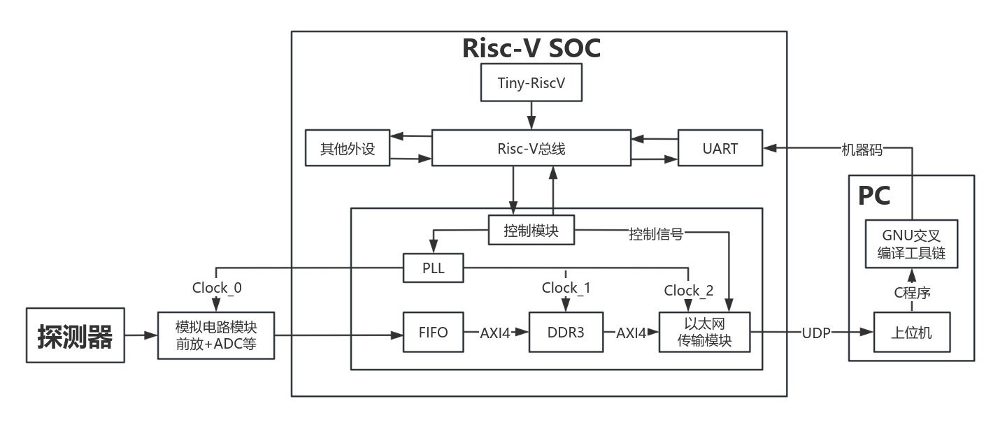 Risc-V SOC
Tiny-RiscV
其他外设
Risc-V总线
UART
机器码
PC
控制模块
控制信号
GNU交叉
编译工具链
PLL
Clock_0
Clock_1
Clock_2
C程序
探测器
模拟电路模块
前放+ADC等
FIFO
AXI4
DDR3
AXI4
以太网
传输模块
UDP
上位机